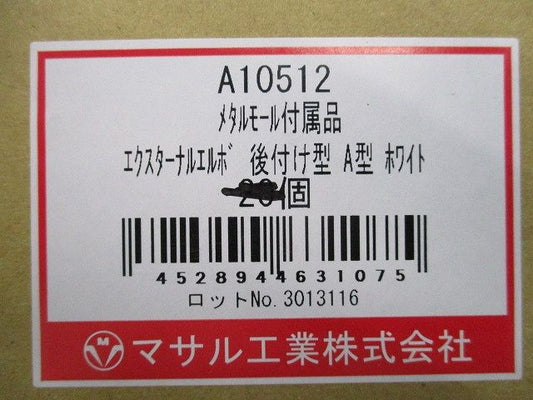 A10512
ﾒﾀﾙﾓｰﾙ付属品
ｴｸｽﾀｰﾅﾙｴﾙﾎﾞ 後付け型 A型 ﾎﾜｲﾄ
個
4528944631075
ロットNo.3013116
M マサル工業株式会社